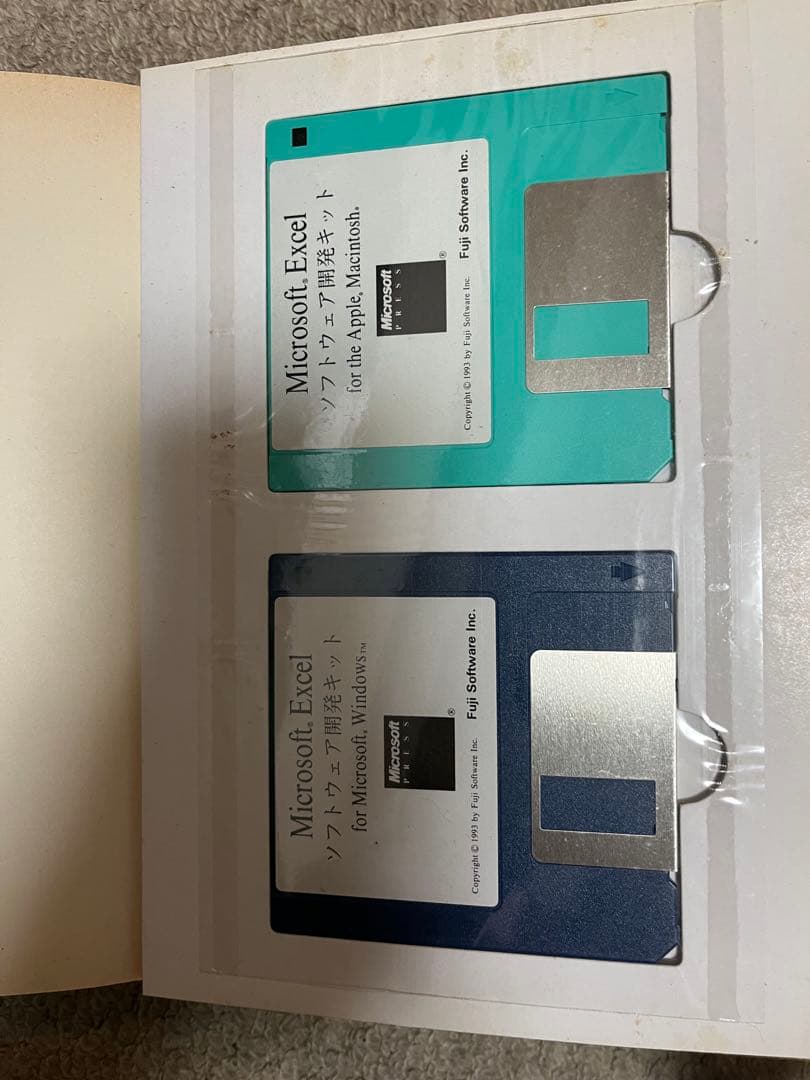 Microsoft® Excel
ソフトウェア開発キット
for the Apple® Macintosh®
Microsoft®
PRESS
Copyright © 1993 by Fuji Software Inc.
Fuji Software Inc.
Microsoft® Excel
ソフトウェア開発キット
for Microsoft® Windows™
Microsoft®
PRESS
Copyright © 1993 by Fuji Software Inc.
Fuji Software Inc.